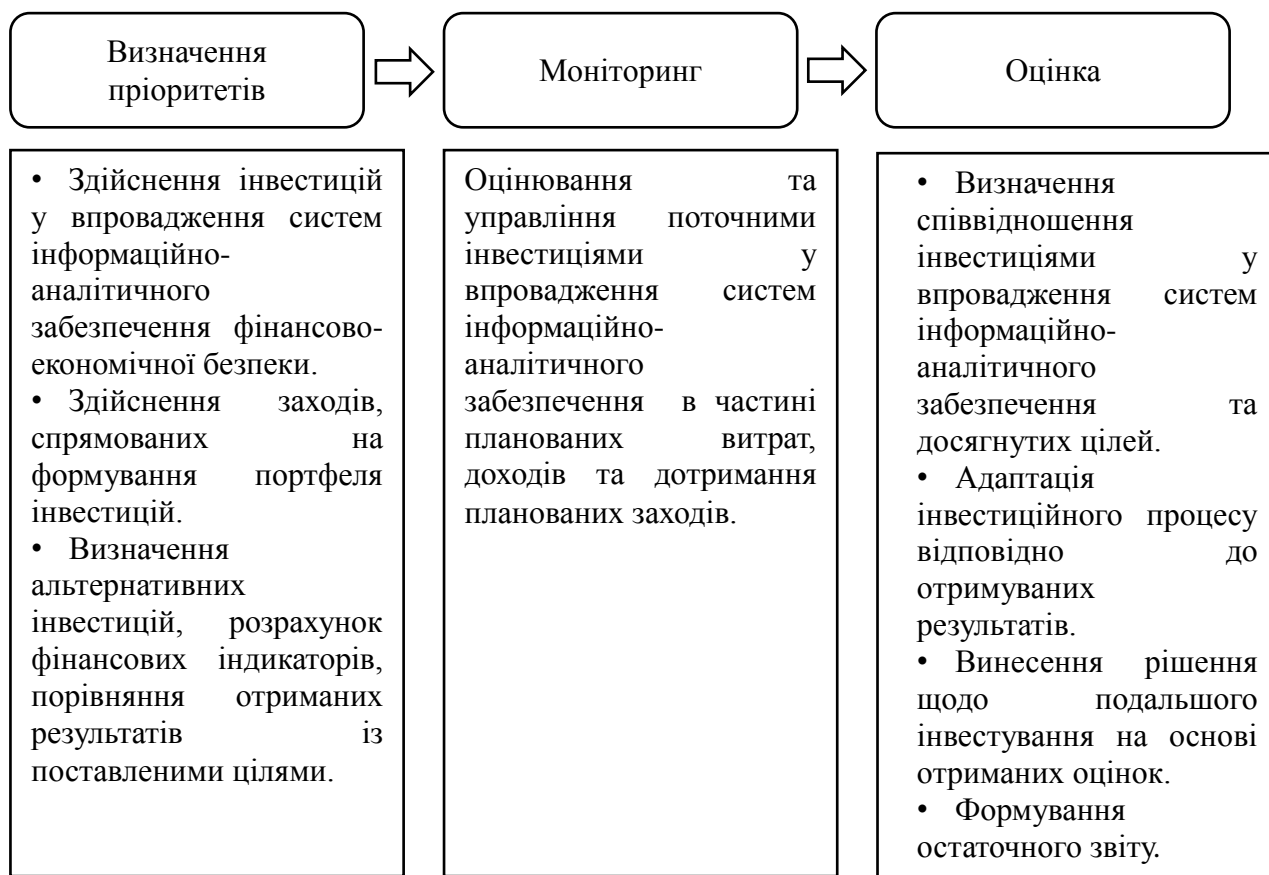 Визначення
пріоритетів
Моніторинг
Оцінка
• Здійснення інвестицій
у впровадження систем
інформаційно-
аналітичного
забезпечення фінансово-
економічної безпеки.
• Здійснення заходів,
спрямованих на
формування портфеля
інвестицій.
• Визначення
альтернативних
інвестицій, розрахунок
фінансових індикаторів,
порівняння отриманих
результатів із
поставленими цілями.
Оцінювання та
управління поточними
інвестиціями у
впровадження систем
інформаційно-
аналітичного
забезпечення в частині
планованих витрат,
доходів та дотримання
планованих заходів.
• Визначення
співвідношення
інвестиціями у
впровадження систем
інформаційно-
аналітичного
забезпечення та
досягнутих цілей.
• Адаптація
інвестиційного процесу
відповідно до
отримуваних
результатів.
• Винесення рішення
щодо подальшого
інвестування на основі
отриманих оцінок.
• Формування
остаточного звіту.